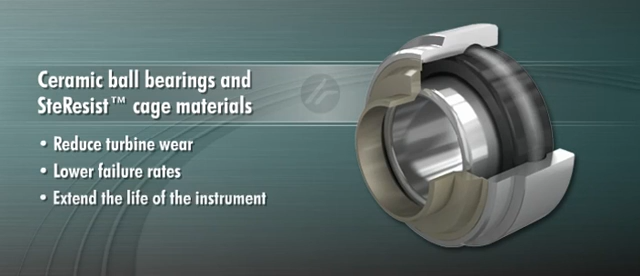 Ceramic ball bearings and
SteResist™ cage materials
• Reduce turbine wear
• Lower failure rates
• Extend the life of the instrument